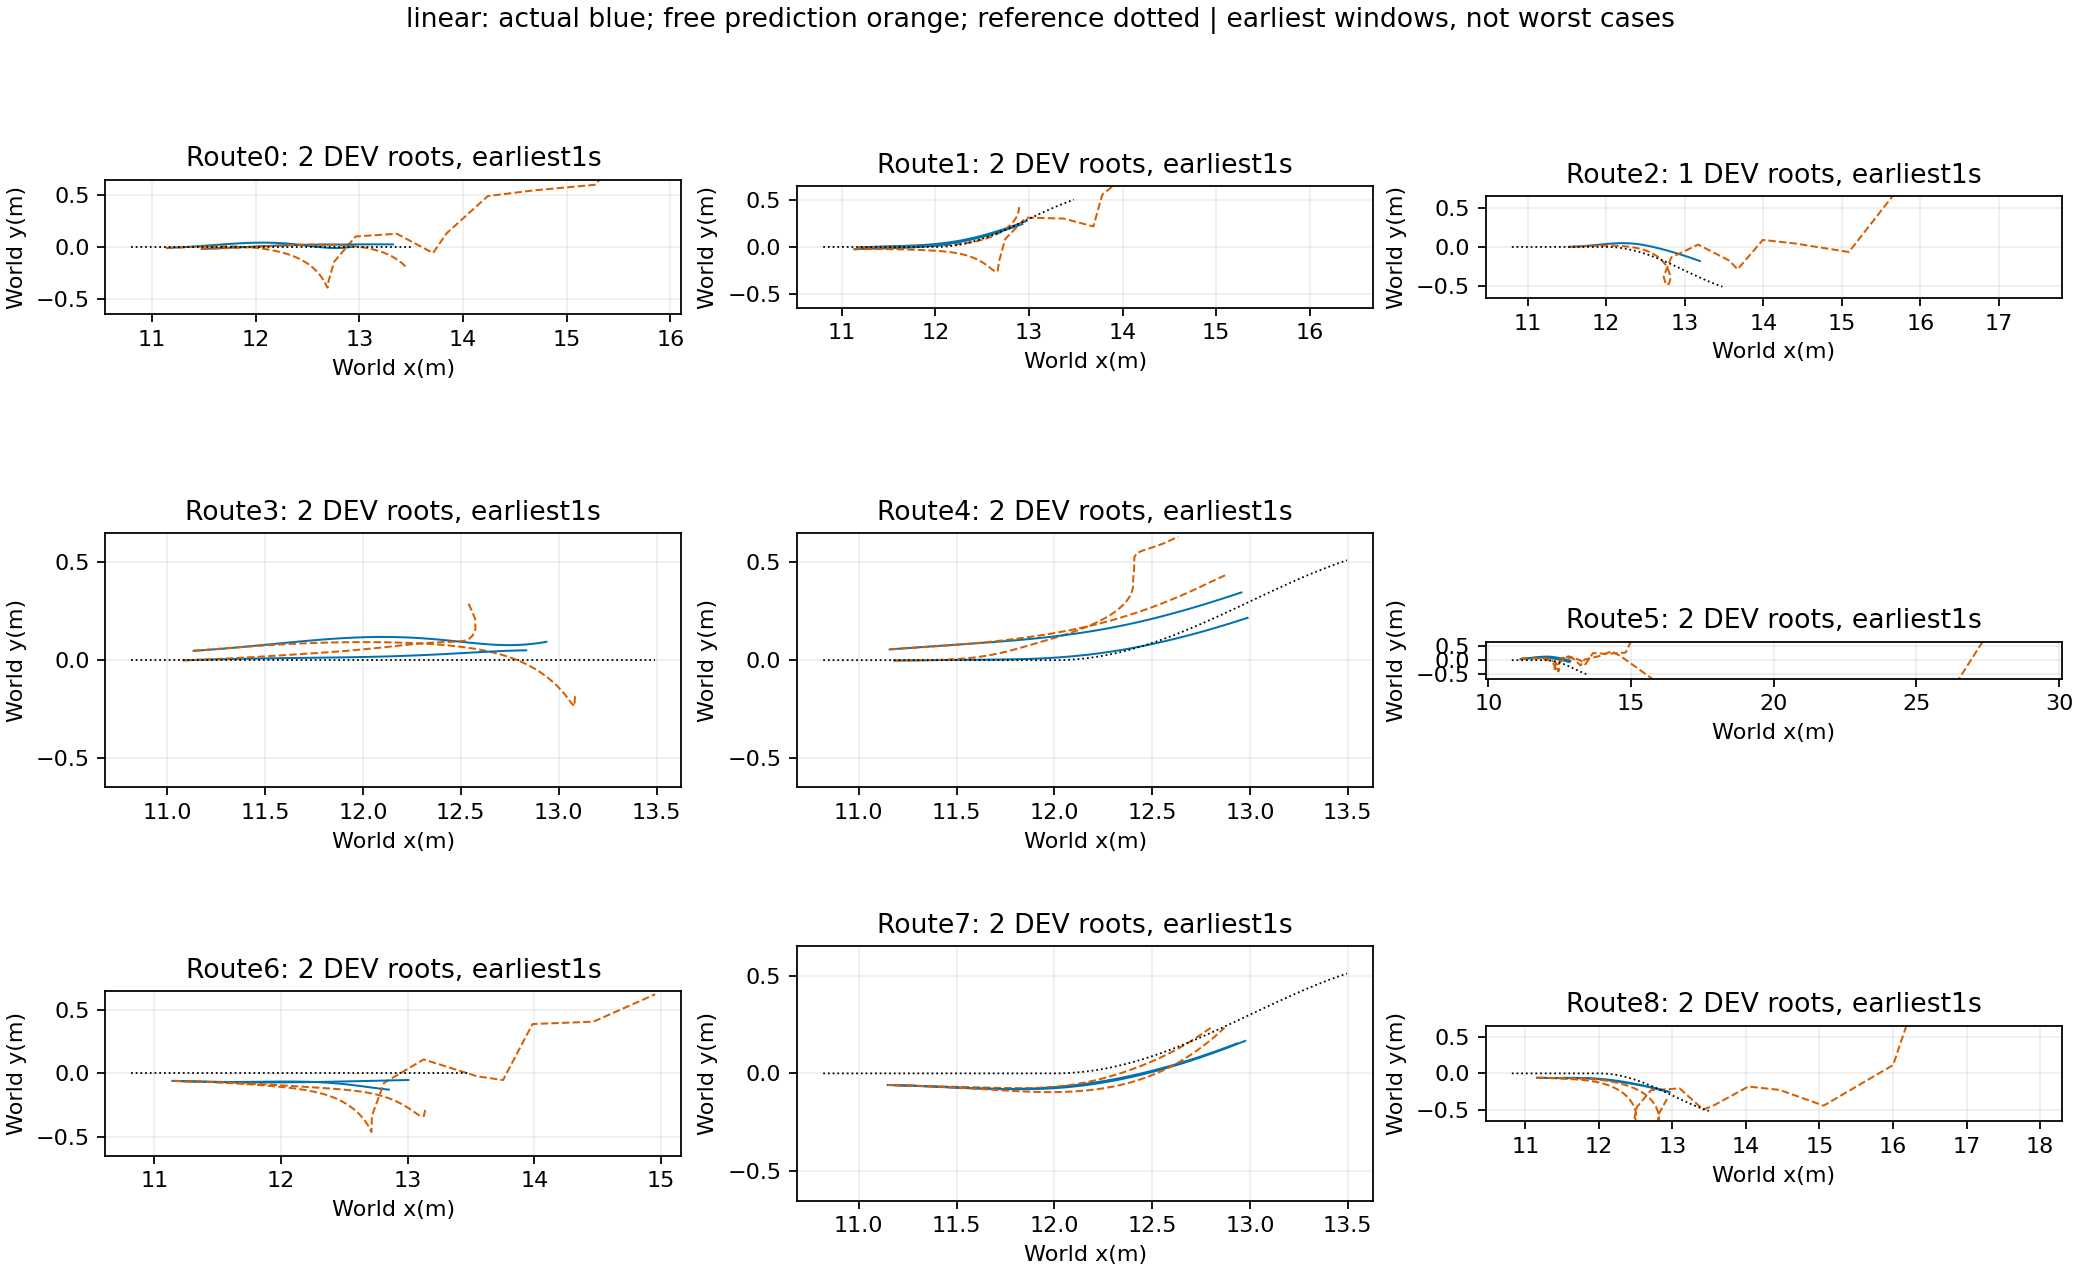 linear: actual blue; free prediction orange; reference dotted | earliest windows, not worst cases
Route0: 2 DEV roots, earliest1s
World y(m)
0.5
0.0
−0.5
11 12 13 14 15 16
World x(m)
Route1: 2 DEV roots, earliest1s
World y(m)
0.5
0.0
−0.5
11 12 13 14 15 16
World x(m)
Route2: 1 DEV roots, earliest1s
World y(m)
0.5
0.0
−0.5
11 12 13 14 15 16 17
World x(m)
Route3: 2 DEV roots, earliest1s
World y(m)
0.5
0.0
−0.5
11.0 11.5 12.0 12.5 13.0 13.5
World x(m)
Route4: 2 DEV roots, earliest1s
World y(m)
0.5
0.0
−0.5
11.0 11.5 12.0 12.5 13.0 13.5
World x(m)
Route5: 2 DEV roots, earliest1s
World y(m)
0.5
0.0
−0.5
10 15 20 25 30
World x(m)
Route6: 2 DEV roots, earliest1s
World y(m)
0.5
0.0
−0.5
11 12 13 14 15
World x(m)
Route7: 2 DEV roots, earliest1s
World y(m)
0.5
0.0
−0.5
11.0 11.5 12.0 12.5 13.0 13.5
World x(m)
Route8: 2 DEV roots, earliest1s
World y(m)
0.5
0.0
−0.5
11 12 13 14 15 16 17 18
World x(m)